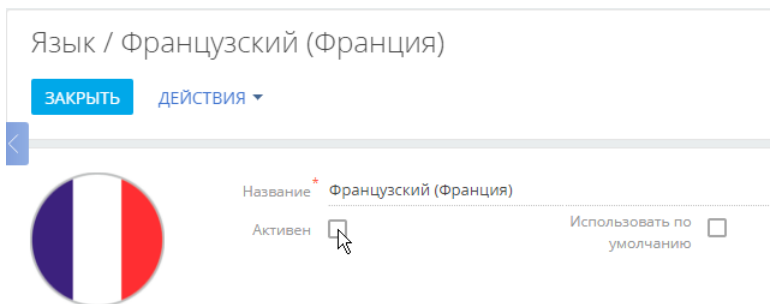 Язык / Французский (Франция)
ЗАКРЫТЬ ДЕЙСТВИЯ
Название* Французский (Франция)
Активен
Использовать по
умолчанию